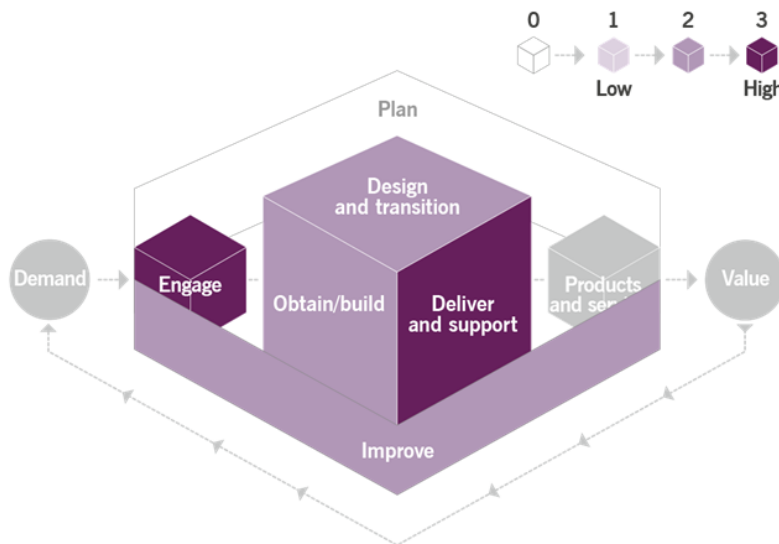 0 1 2 3
Low High
Plan
Design
and transition
Demand
Engage
Obtain/build
Deliver
and support
Products
and
Value
Improve